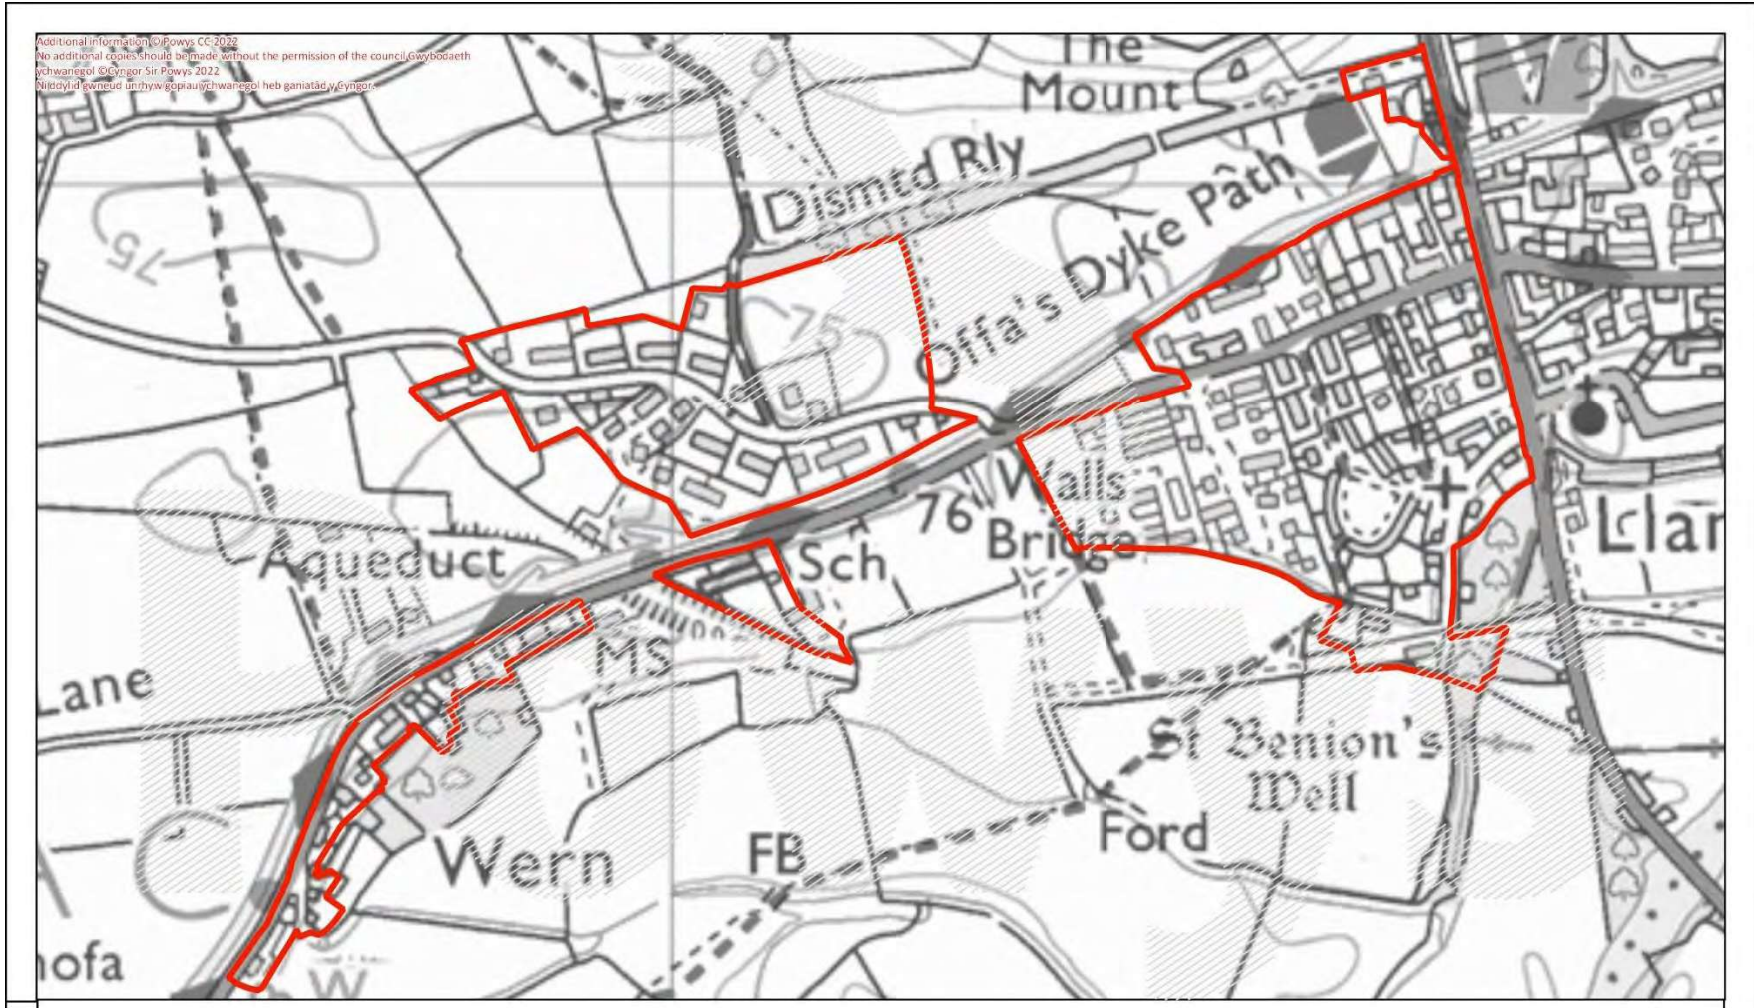 Additional information © Powys CC 2022
No additional copies should be made without the permission of the council Gwybodaeth
ychwanegol ©Cyngor Sir Powys 2022
Ni ddylid gwneud unrhyw gopiau ychwanegol heb ganiatâd y Cyngor.
The
Mount
Dismtd Rly
Offa's Dyke Path
75
75
Walls
Bridge
76
Sch
Aqueduct
Llan
MS
Lane
St Benion's
Well
Ford
FB
Wern
hofa
W